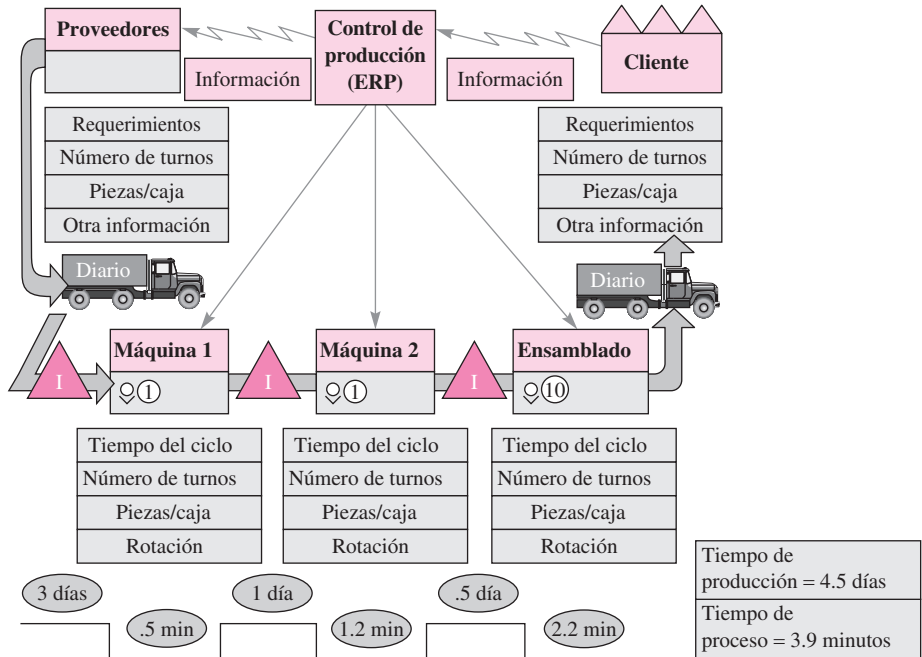 Proveedores
Control de
producción
(ERP)
Cliente
Información
Información
Requerimientos
Número de turnos
Piezas/caja
Otra información
Requerimientos
Número de turnos
Piezas/caja
Otra información
Diario
Diario
Máquina 1
Máquina 2
Ensamblado
I
1
I
1
I
10
Tiempo del ciclo
Número de turnos
Piezas/caja
Rotación
Tiempo del ciclo
Número de turnos
Piezas/caja
Rotación
Tiempo del ciclo
Número de turnos
Piezas/caja
Rotación
3 días
.5 min
1 día
1.2 min
.5 día
2.2 min
Tiempo de
producción = 4.5 días
Tiempo de
proceso = 3.9 minutos